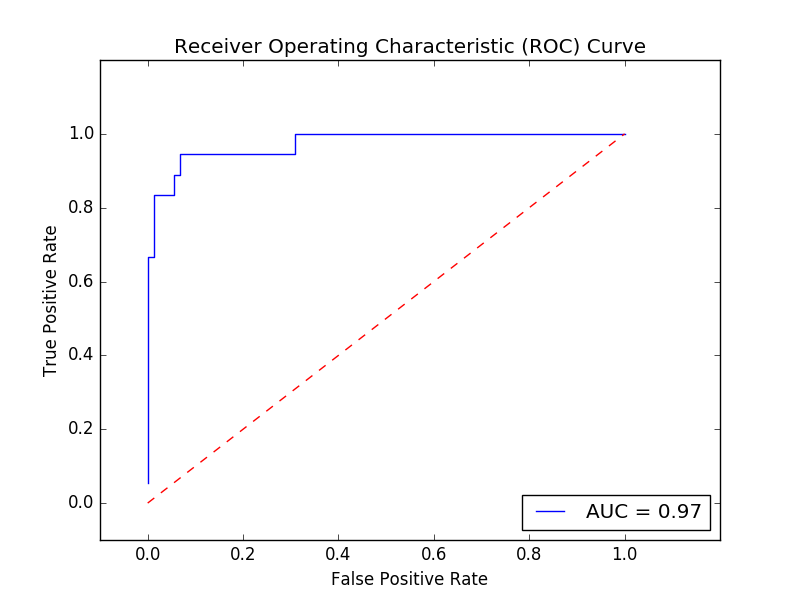 Receiver Operating Characteristic (ROC) Curve
1.0
0.8
0.6
0.4
0.2
0.0
True Positive Rate
AUC = 0.97
0.0 0.2 0.4 0.6 0.8 1.0
False Positive Rate